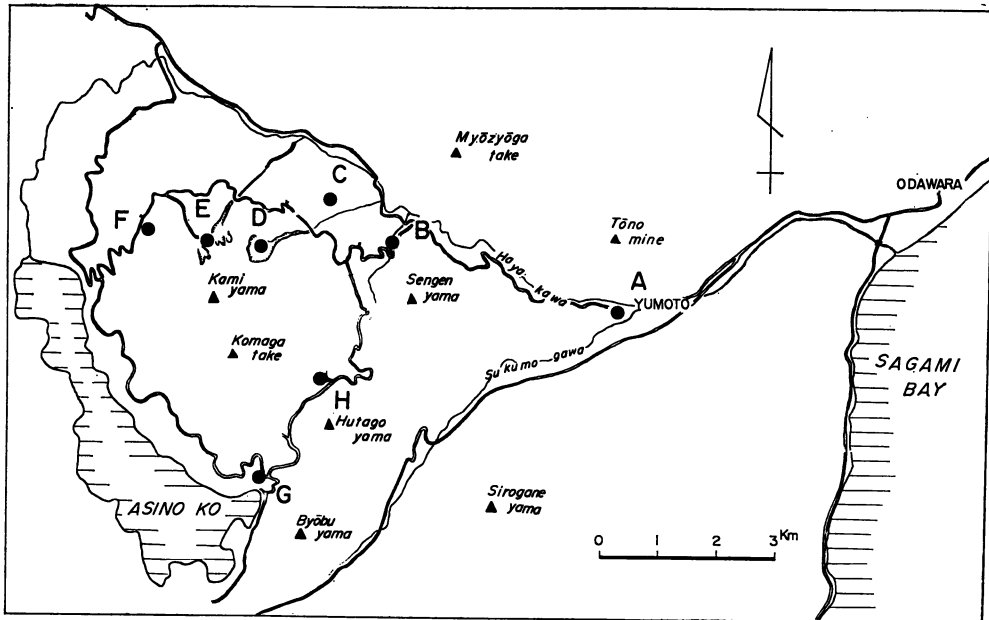 Myōzyōga
take
ODAWARA
C
F
E
D
B
A
Tōno
mine
Haya
kawa
Kami
yama
Sengen
yama
YUMOTO
Komaga
take
Sukumo gawa
SAGAMI
BAY
H
Hutago
yama
G
ASINO KO
Sirogane
yama
Byōbu
yama
0 1 2 3 Km